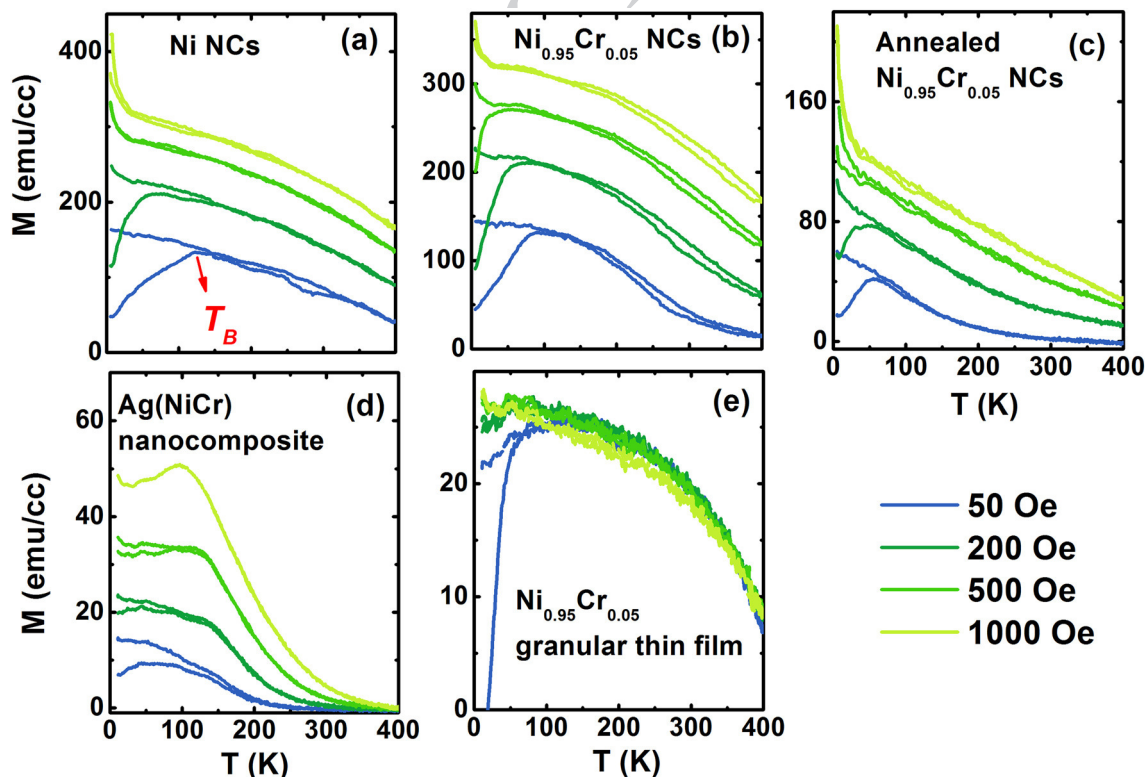 (a)
Ni NCs
M (emu/cc)
400
200
0
T_B
(b)
Ni₀.₉₅Cr₀.₀₅ NCs
300
200
100
0
(c)
Annealed
Ni₀.₉₅Cr₀.₀₅ NCs
160
80
0
0 100 200 300 400
T (K)
(d)
Ag(NiCr)
nanocomposite
M (emu/cc)
60
40
20
0
0 100 200 300 400
T (K)
(e)
Ni₀.₉₅Cr₀.₀₅
granular thin film
20
10
0
0 100 200 300 400
T (K)
50 Oe
200 Oe
500 Oe
1000 Oe